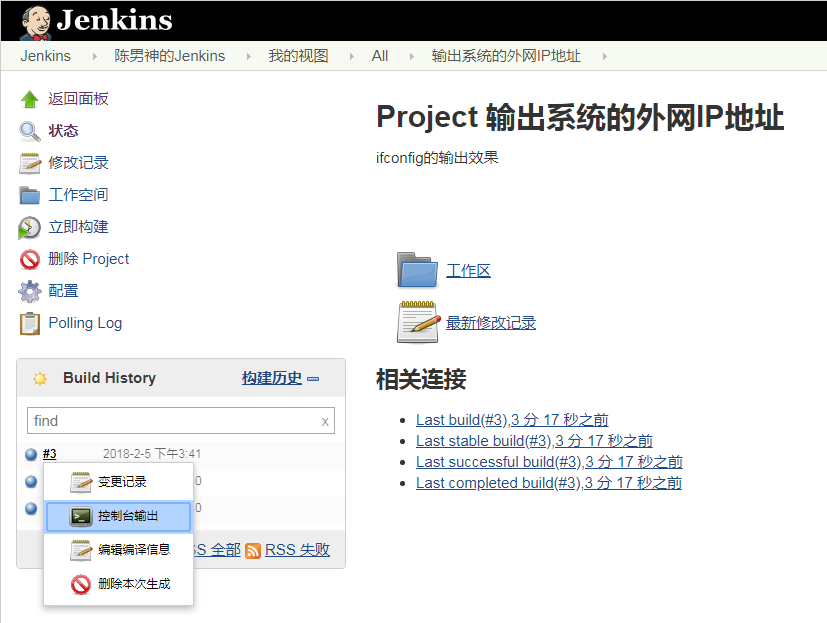 Jenkins
Jenkins 陈男神的Jenkins 我的视图 All 输出系统的外网IP地址
返回面板
状态
修改记录
工作空间
立即构建
删除 Project
配置
Polling Log
Build History 构建历史
find x
#3 2018-2-5 下午3:41
变更记录
0
控制台输出
0
编辑编译信息
SS 全部 RSS 失败
删除本次生成
Project 输出系统的外网IP地址
ifconfig的输出效果
工作区
最新修改记录
相关连接
Last build(#3),3 分 17 秒之前
Last stable build(#3),3 分 17 秒之前
Last successful build(#3),3 分 17 秒之前
Last completed build(#3),3 分 17 秒之前